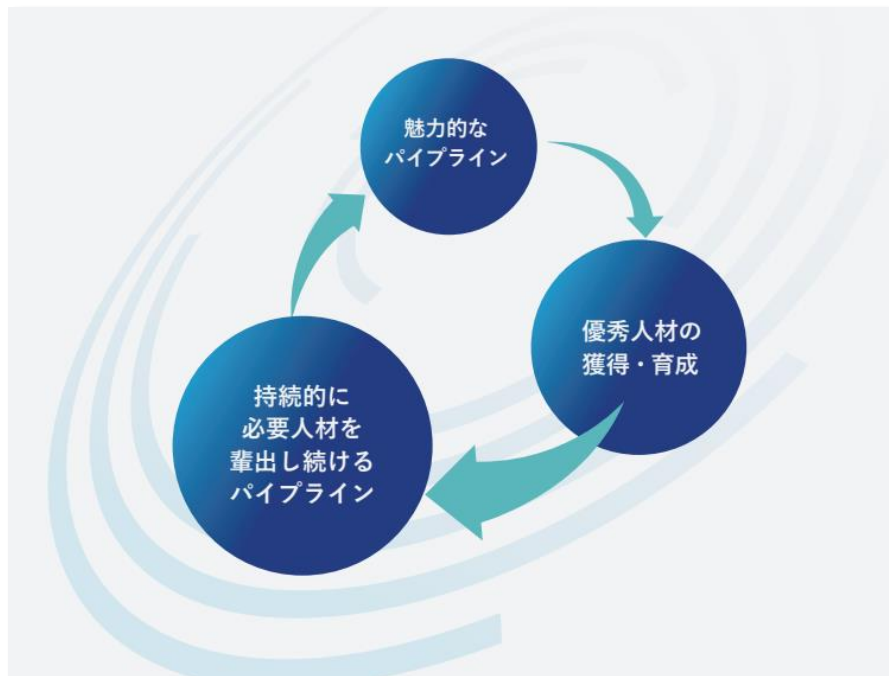 魅力的な
パイプライン
優秀人材の
獲得・育成
持続的に
必要人材を
輩出し続ける
パイプライン